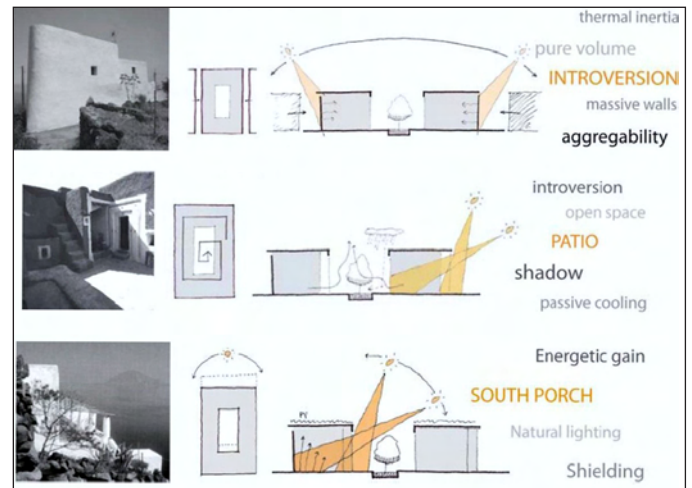 thermal inertia
pure volume
INTROVERSION
massive walls
aggregability
introversion
open space
PATIO
shadow
passive cooling
Energetic gain
SOUTH PORCH
PV
Natural lighting
Shielding